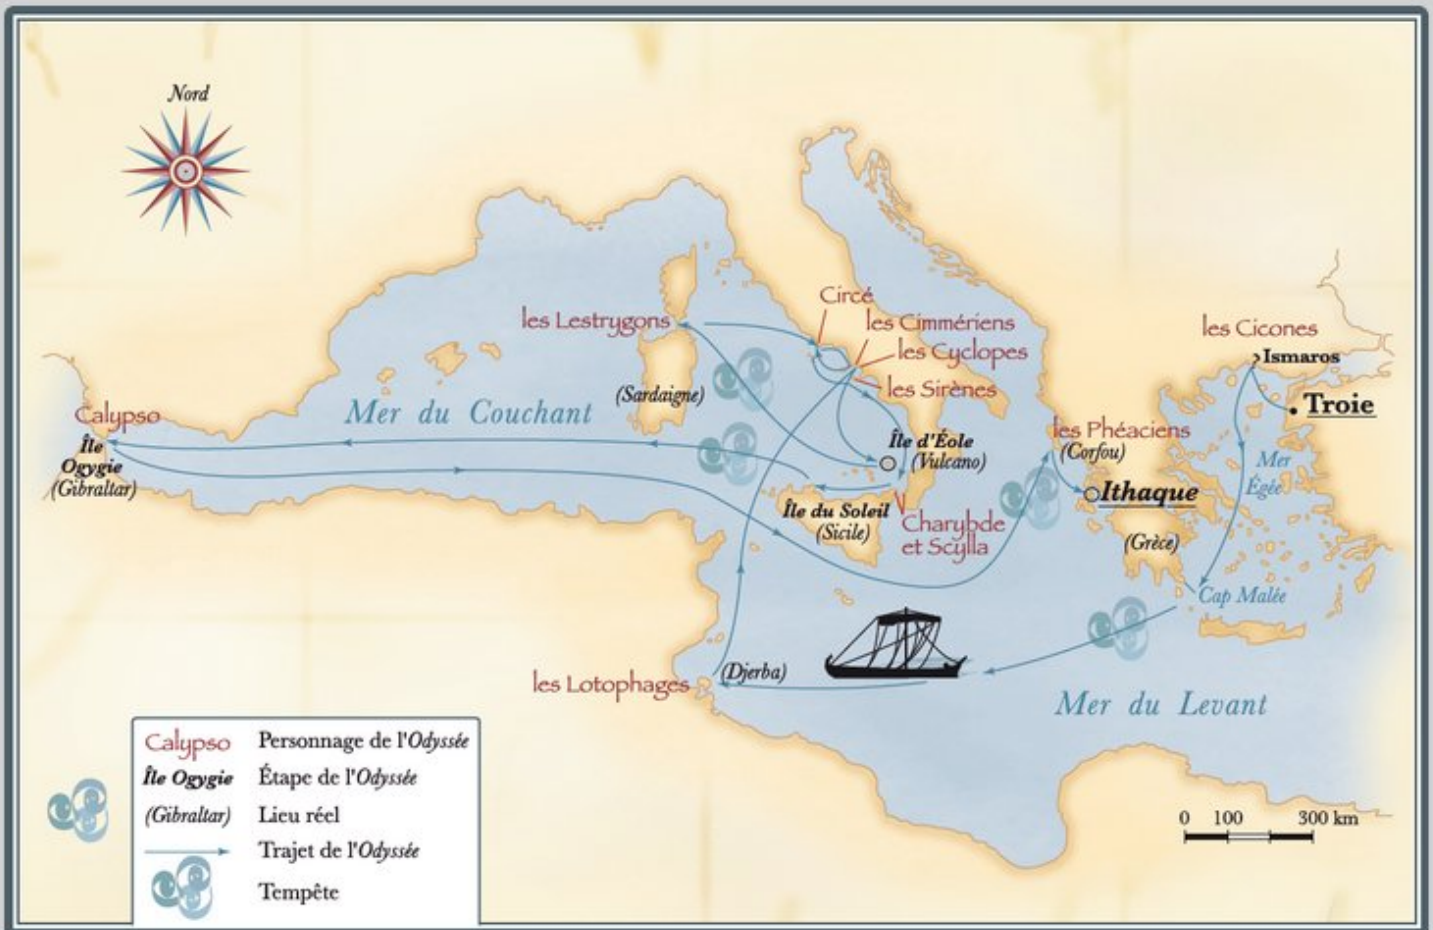 Nord
Circé
les Lestrygons
les Cimmériens
les Cicones
les Cyclopes
Ismaros
les Sirènes
(Sardaigne)
Troie
Mer du Couchant
Calypso
les Phéaciens
(Corfou)
Île
Ogygie
(Gibraltar)
Île d'Éole
(Vulcano)
Mer
Égée
Ithaque
Île du Soleil
(Sicile)
Charybde
et Scylla
(Grèce)
Cap Malée
les Lotophages
(Djerba)
Mer du Levant
Calypso Personnage de l'Odyssée
Île Ogygie Étape de l'Odyssée
(Gibraltar) Lieu réel
Trajet de l'Odyssée
Tempête
0 100 300 km